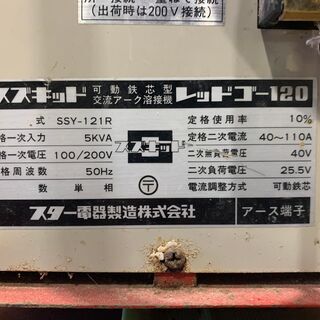 (出荷時は200V接続)
スズキッド 可動鉄芯型 交流アーク溶接機 レッドゴー120
式 SSY-121R
定格使用率 10%
格一次入力 5KVA
定格二次電流 40~110A
格一次電圧 100/200V
二次無負荷電圧 40V
格周波数 50Hz
二次負荷電圧 25.5V
数 単相
電流調整方式 可動鉄芯
スター電器製造株式会社
アース端子